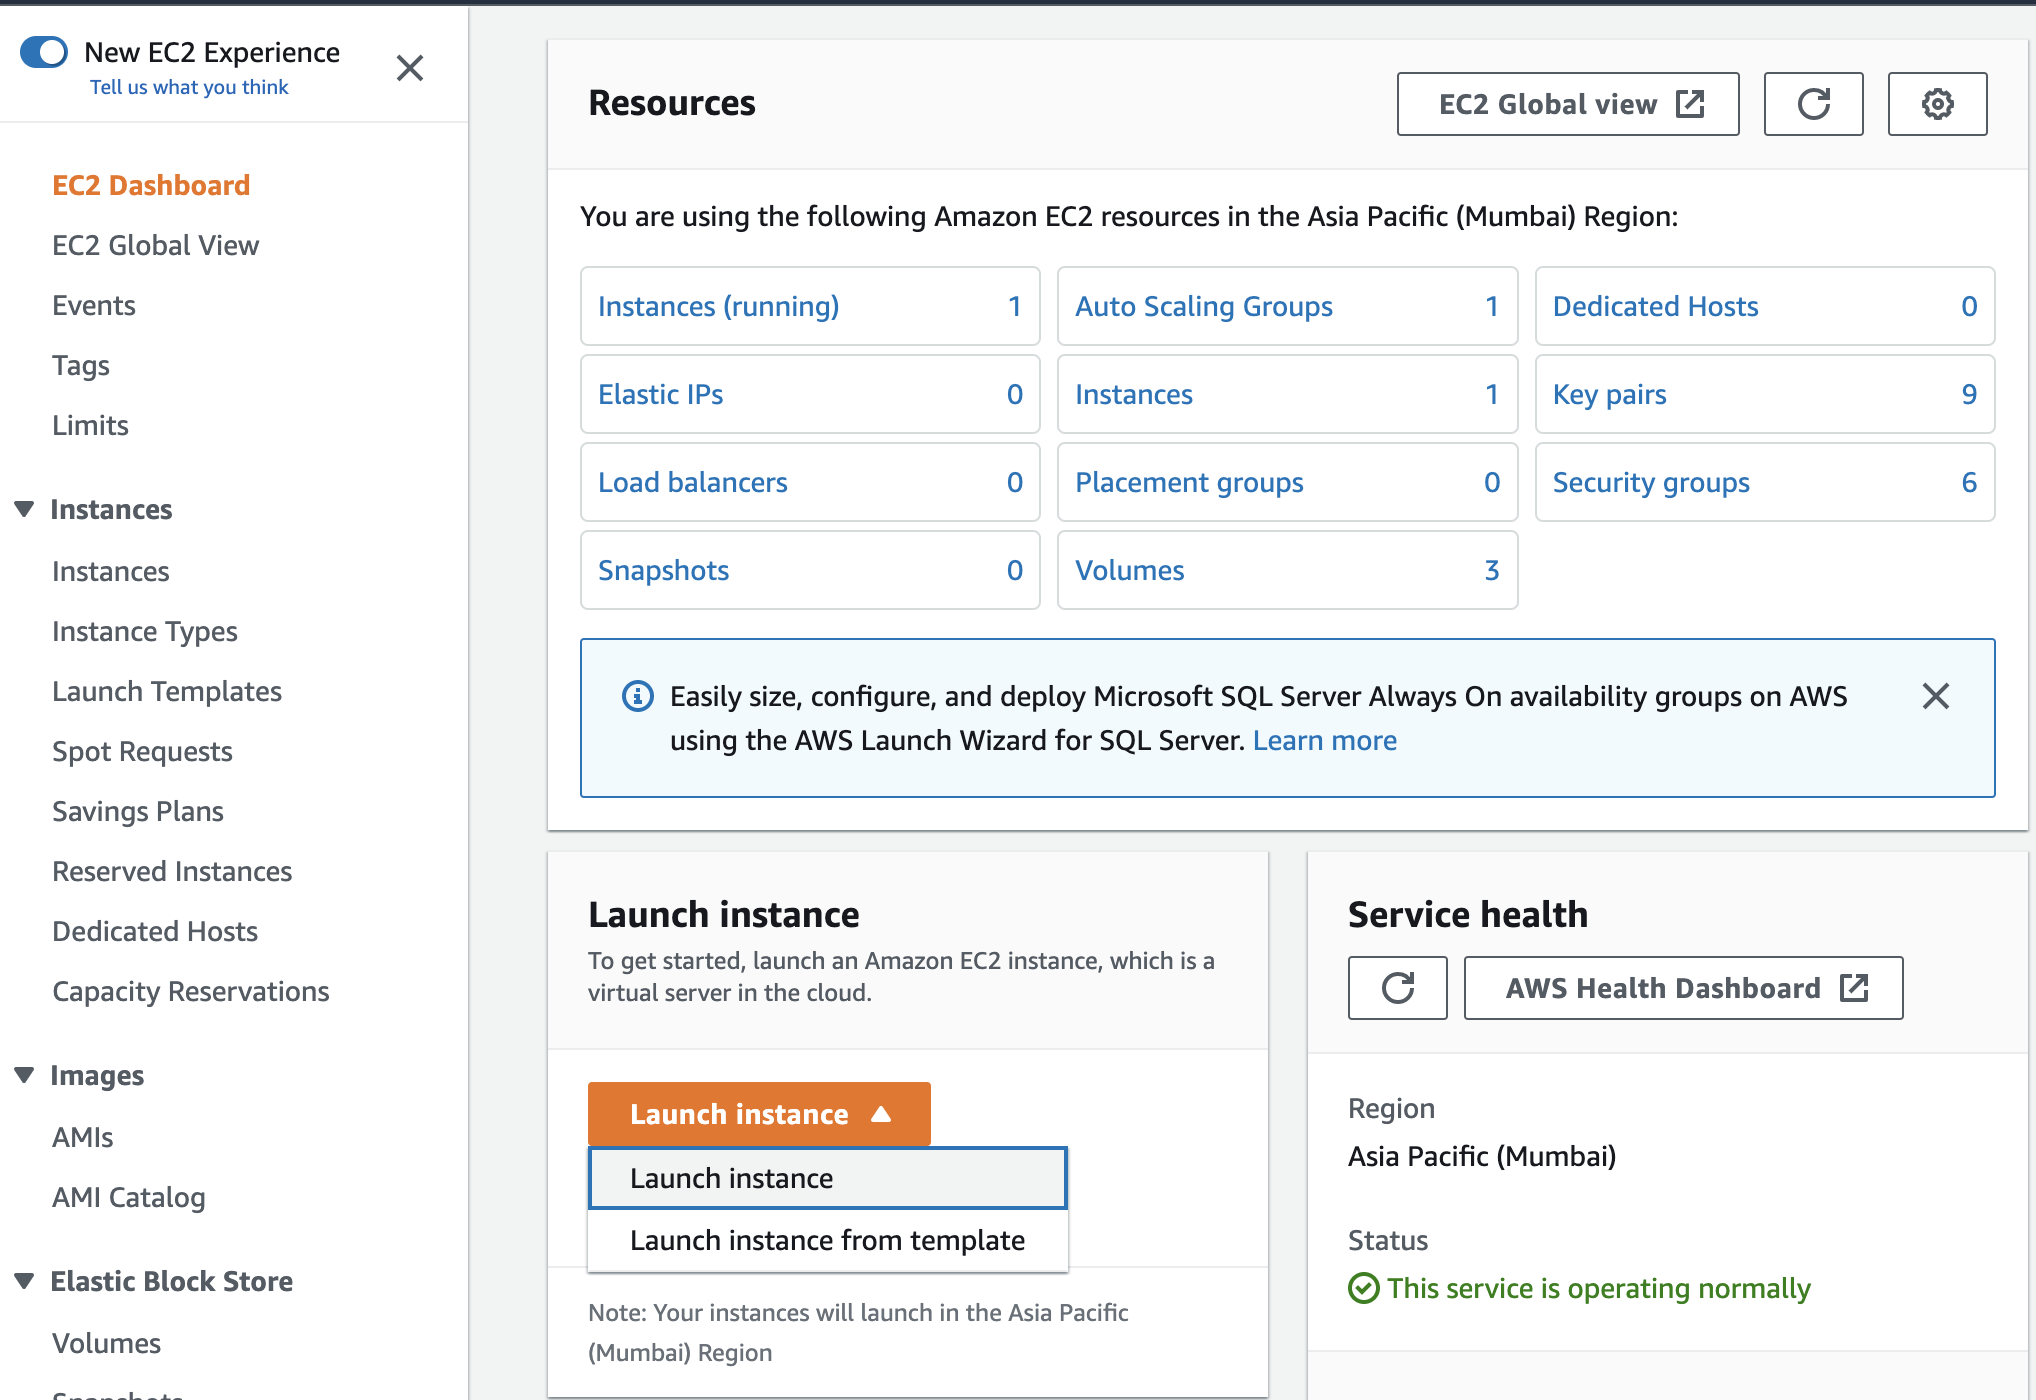 New EC2 Experience
Tell us what you think
EC2 Dashboard
EC2 Global View
Events
Tags
Limits
Instances
Instances
Instance Types
Launch Templates
Spot Requests
Savings Plans
Reserved Instances
Dedicated Hosts
Capacity Reservations
Images
AMIs
AMI Catalog
Elastic Block Store
Volumes
Snapshots
Resources
EC2 Global view
You are using the following Amazon EC2 resources in the Asia Pacific (Mumbai) Region:
Instances (running) 1
Auto Scaling Groups 1
Dedicated Hosts 0
Elastic IPs 0
Instances 1
Key pairs 9
Load balancers 0
Placement groups 0
Security groups 6
Snapshots 0
Volumes 3
Easily size, configure, and deploy Microsoft SQL Server Always On availability groups on AWS
using the AWS Launch Wizard for SQL Server. Learn more
Launch instance
To get started, launch an Amazon EC2 instance, which is a
virtual server in the cloud.
Launch instance
Launch instance
Launch instance from template
Note: Your instances will launch in the Asia Pacific
(Mumbai) Region
Service health
AWS Health Dashboard
Region
Asia Pacific (Mumbai)
Status
This service is operating normally